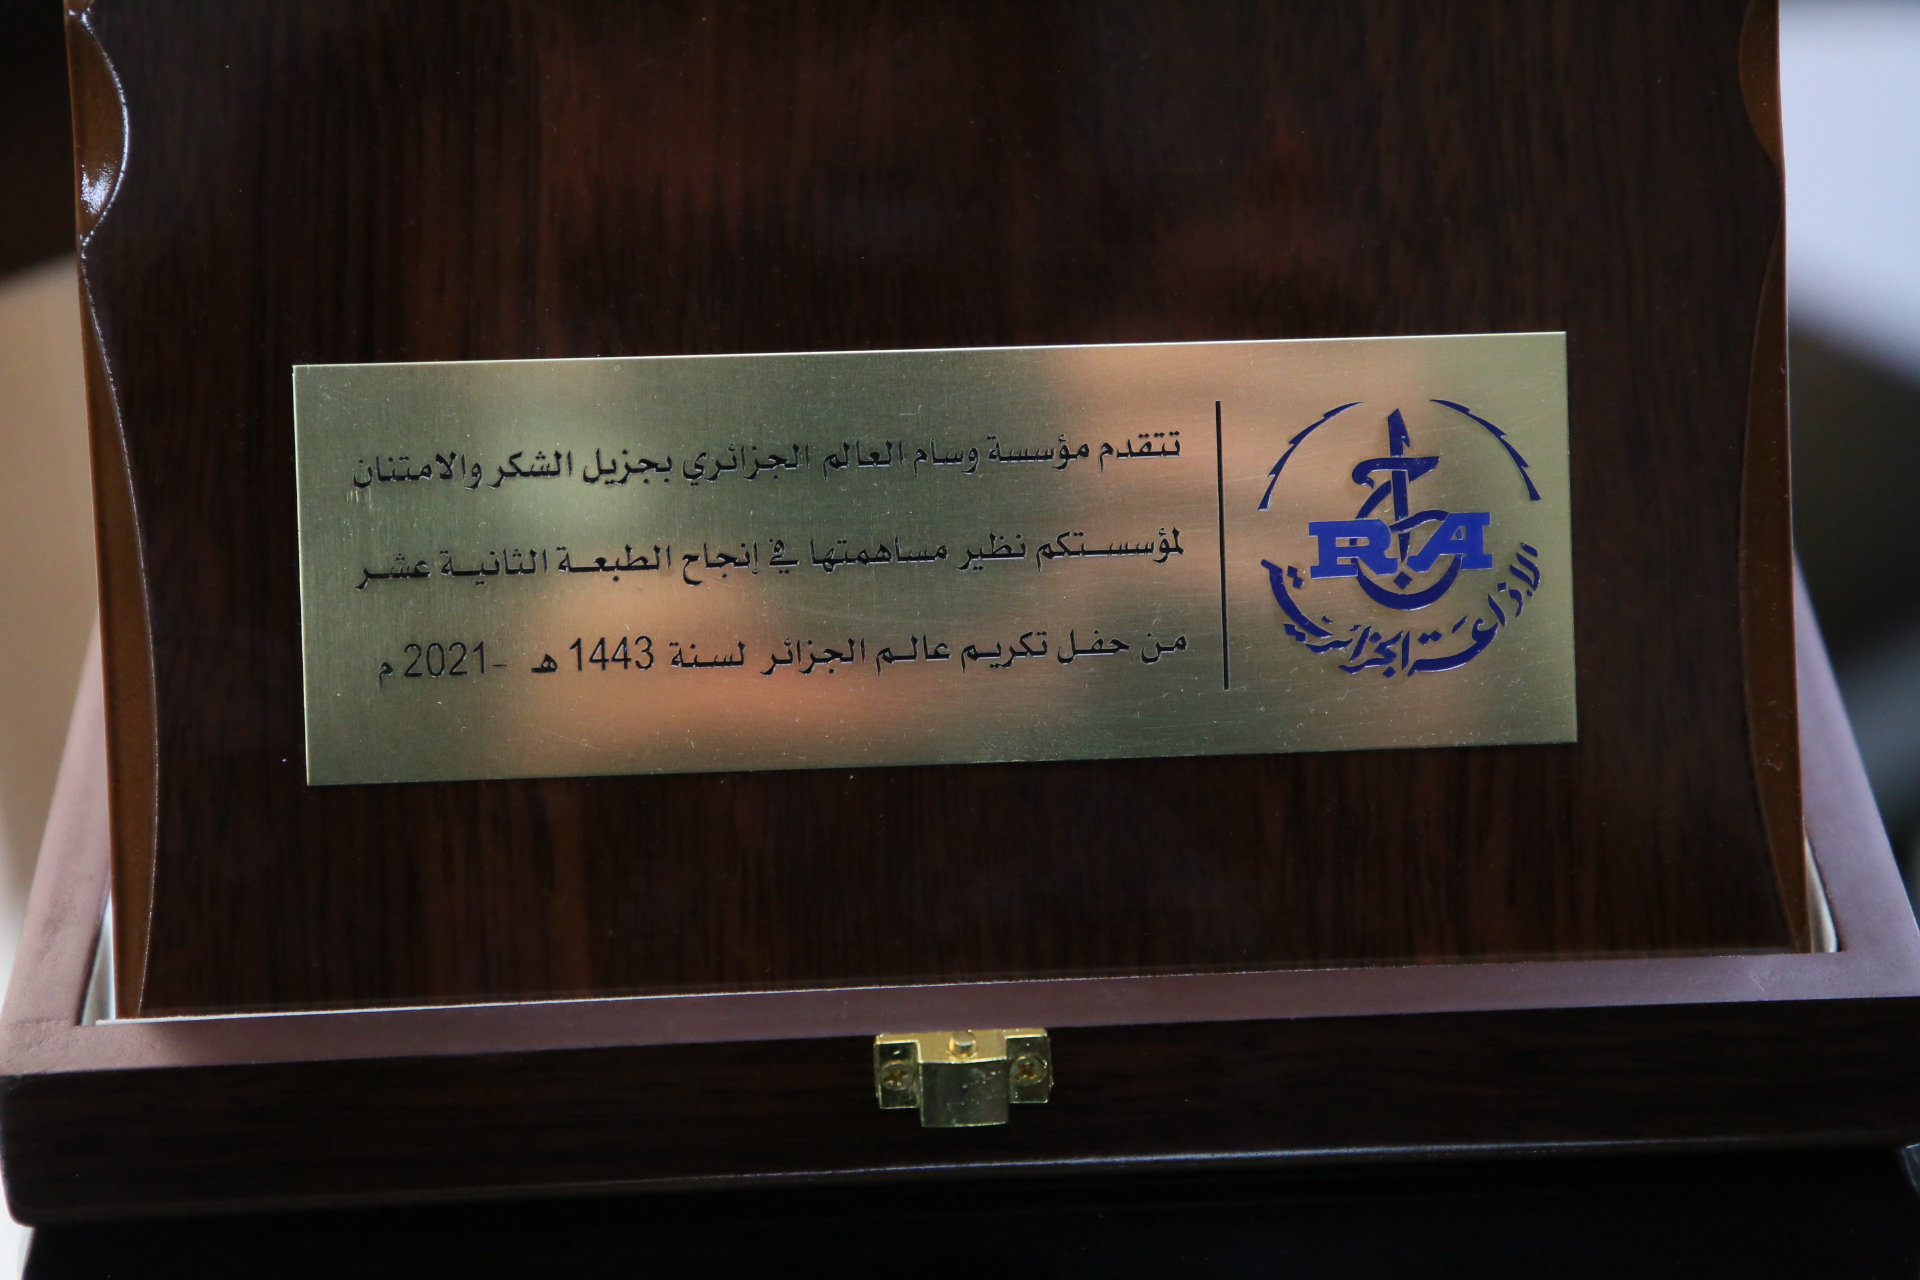 تتقدم مؤسسة وسام العالم الجزائري بجزيل الشكر والامتنان
لمؤسستكم نظير مساهمتها في إنجاح الطبعة الثانية عشر
من حفل تكريم عالم الجزائر لسنة 1443 هـ -2021 م
RA
الإذاعة الجزائرية